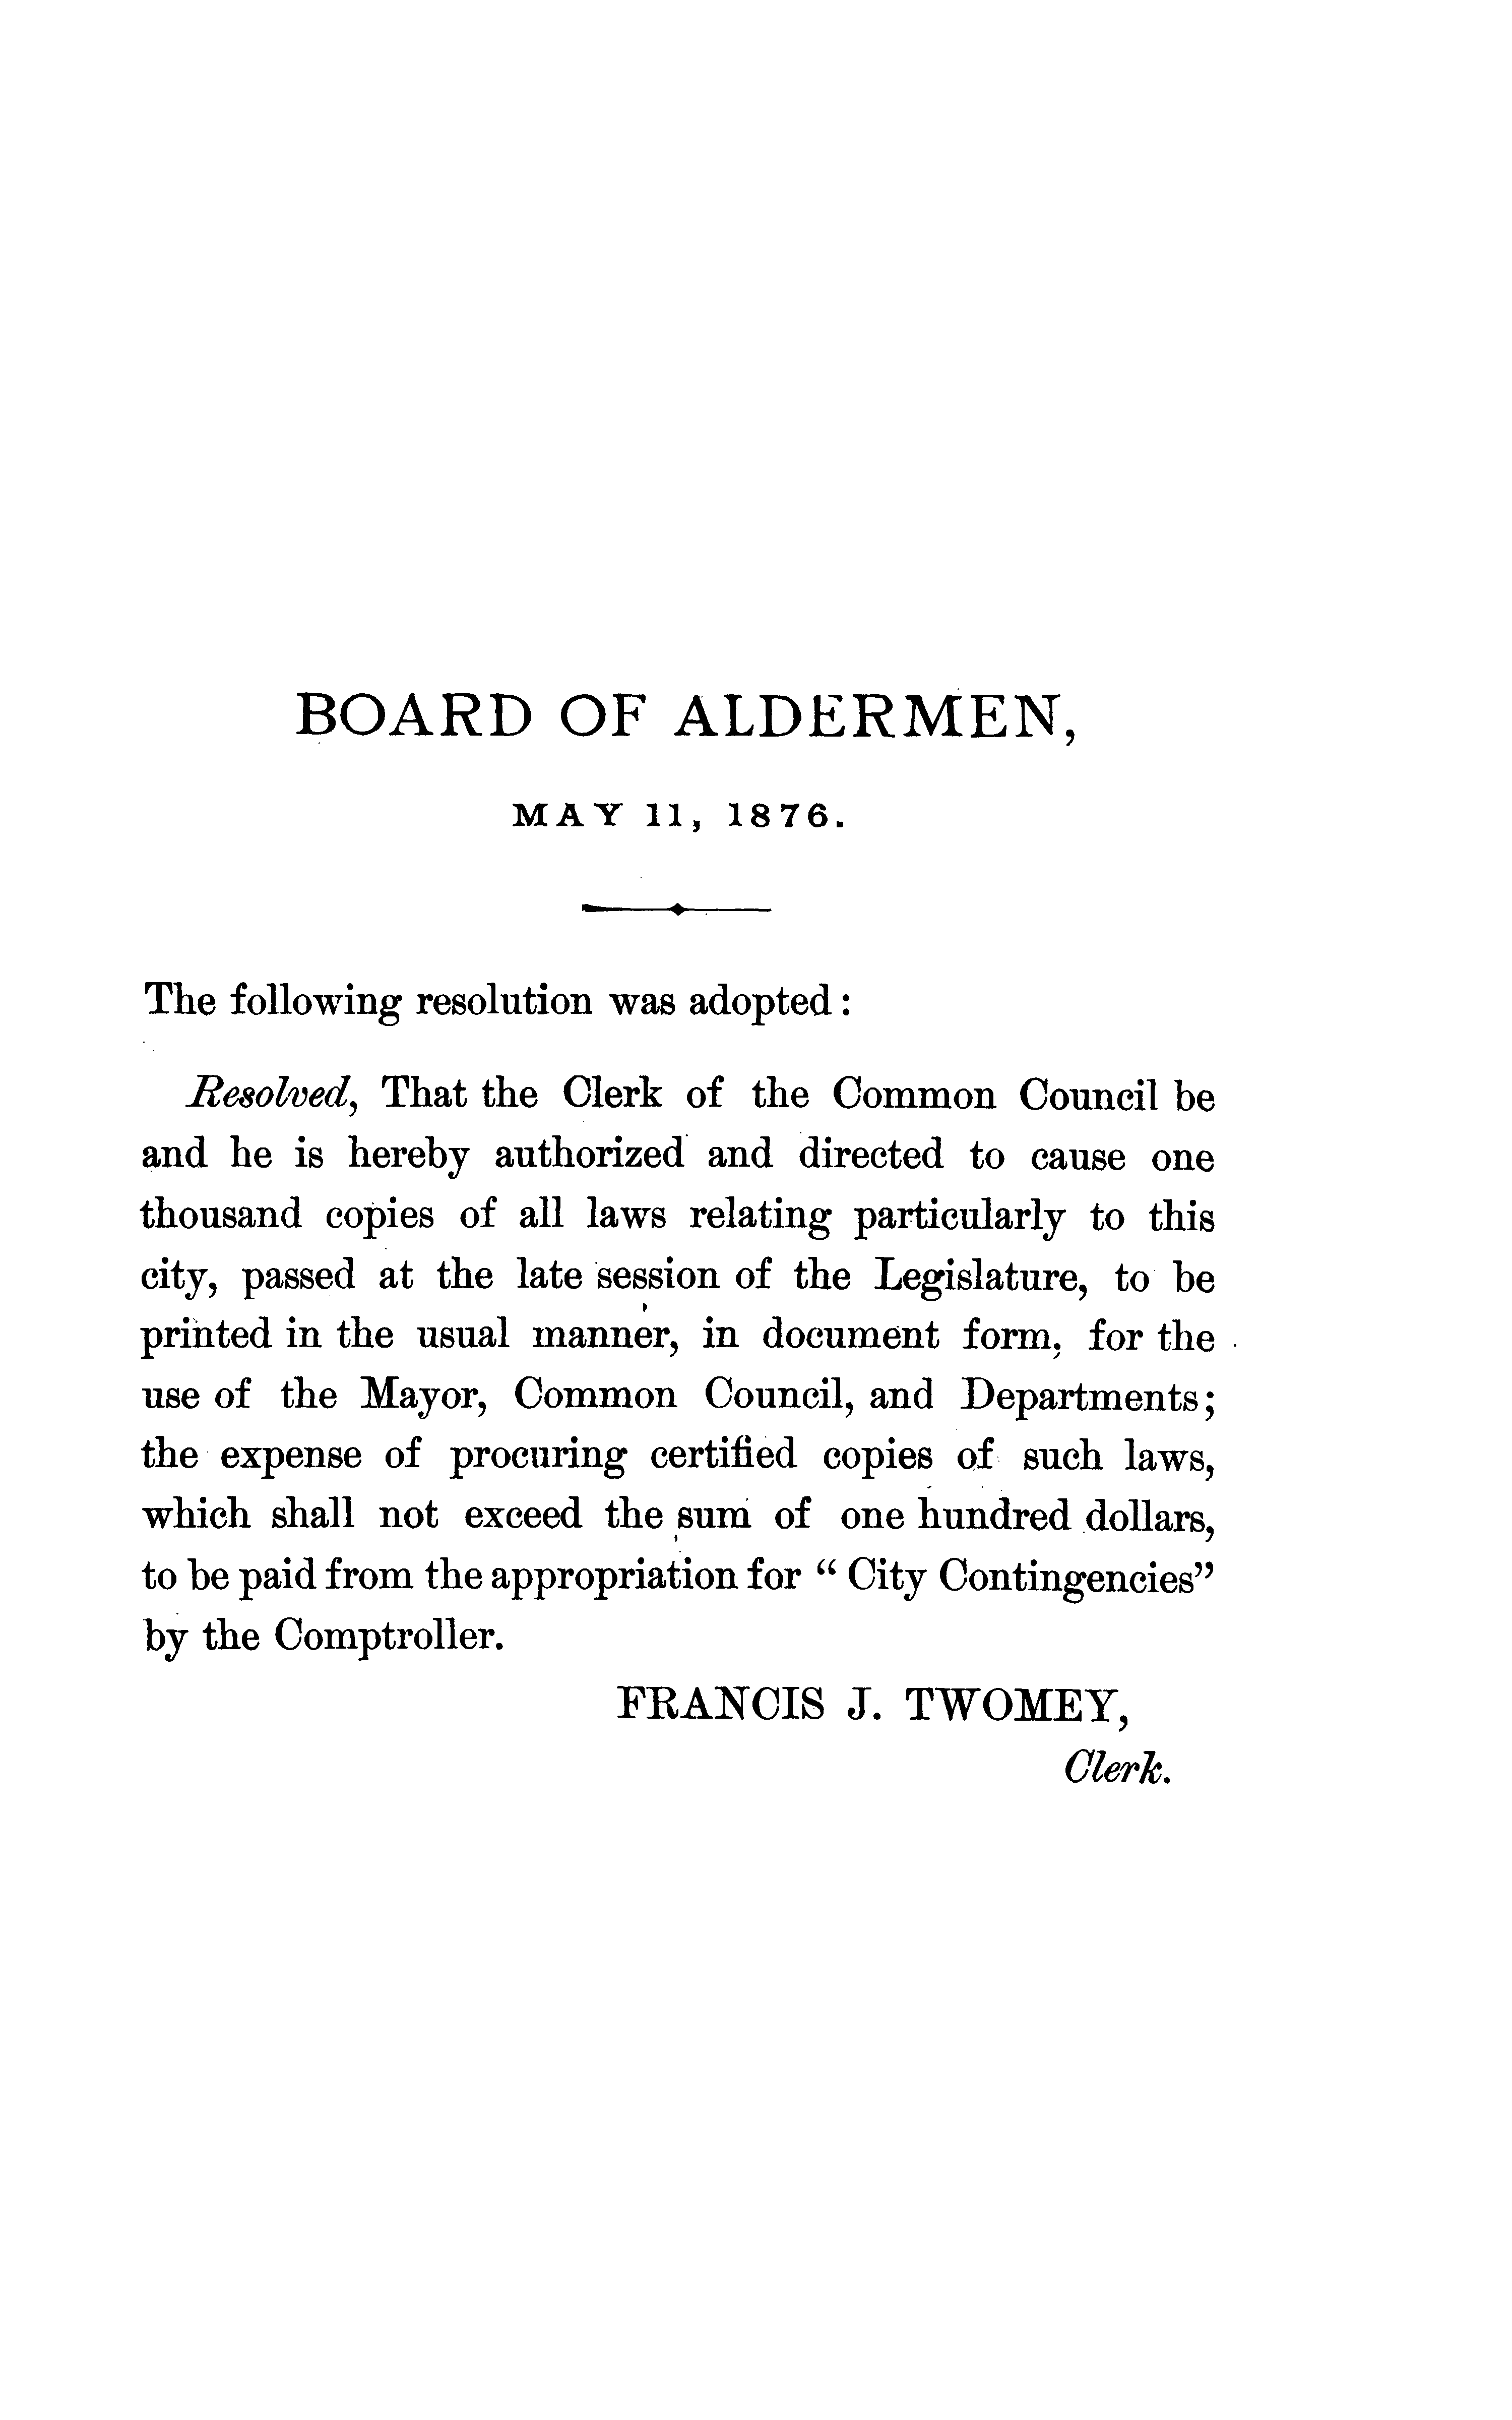 BOARD OF ALDERMEN,
MAY 11, 1876.
The following resolution was adopted:
Resolved, That the Clerk of the Common Council be
and he is hereby authorized and directed to cause one
thousand copies of all laws relating particularly to this
city, passed at the late session of the Legislature, to be
printed in the usual manner, in document form, for the
use of the Mayor, Common Council, and Departments;
the expense of procuring certified copies of such laws,
which shall not exceed the sum of one hundred dollars,
to be paid from the appropriation for “ City Contingencies”
by the Comptroller.
FRANCIS J. TWOMEY,
Clerk.